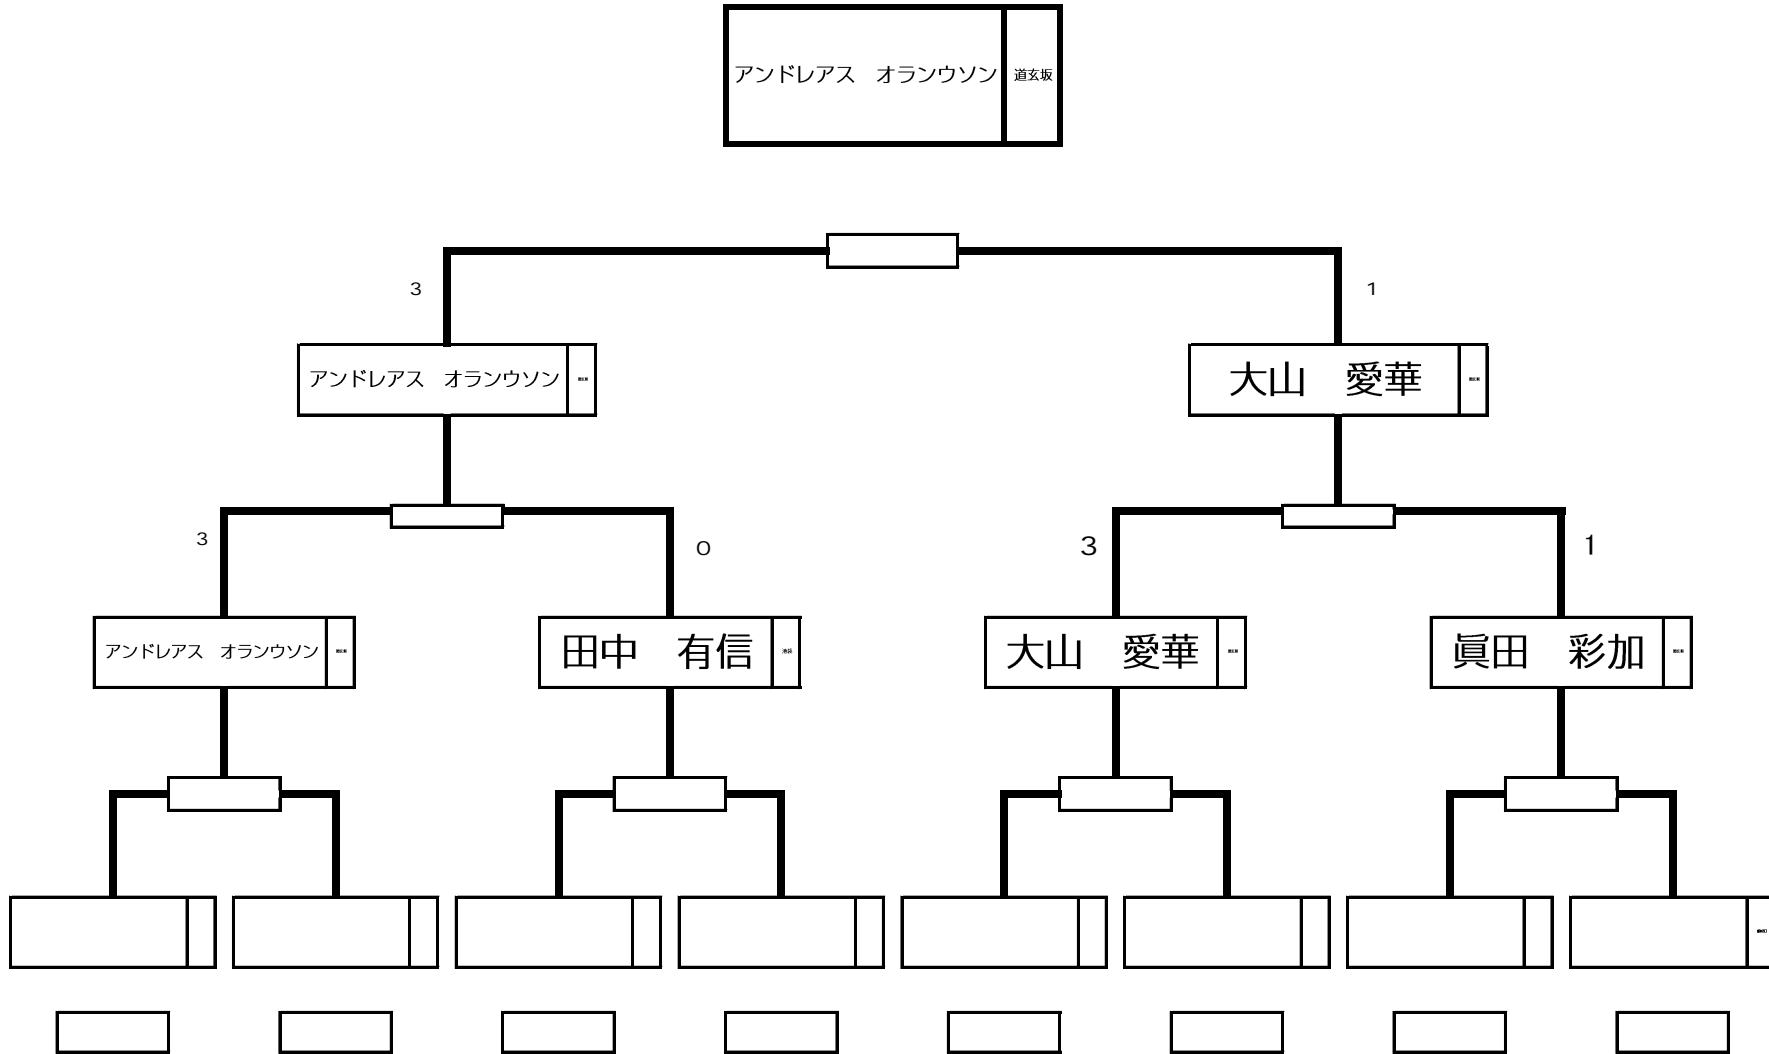 アンドレアス　オランウソン 道玄坂
3 1
アンドレアス　オランウソン
大山　愛華
3 0 3 1
アンドレアス　オランウソン
田中　有信 池袋
大山　愛華
眞田　彩加